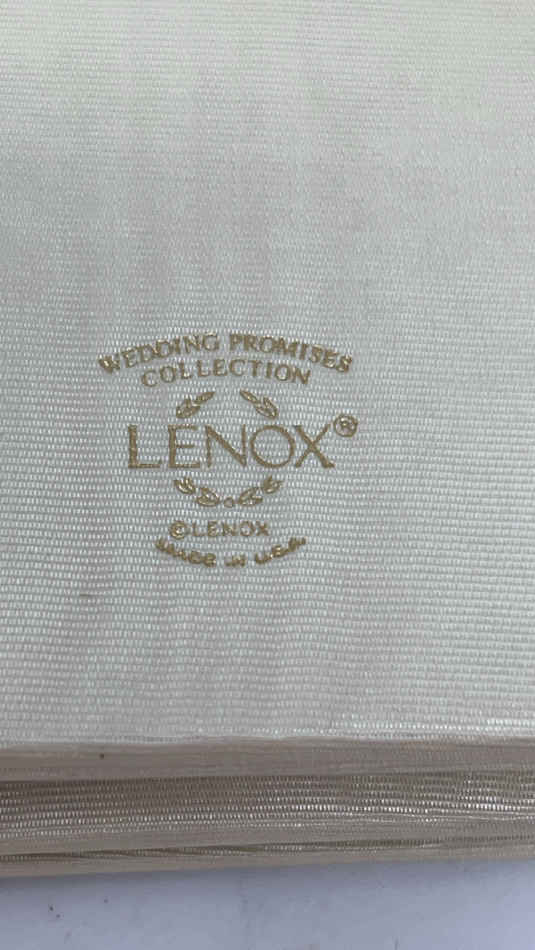 WEDDING PROMISES
COLLECTION
LENOX®
©LENOX
MADE IN U.S.A.